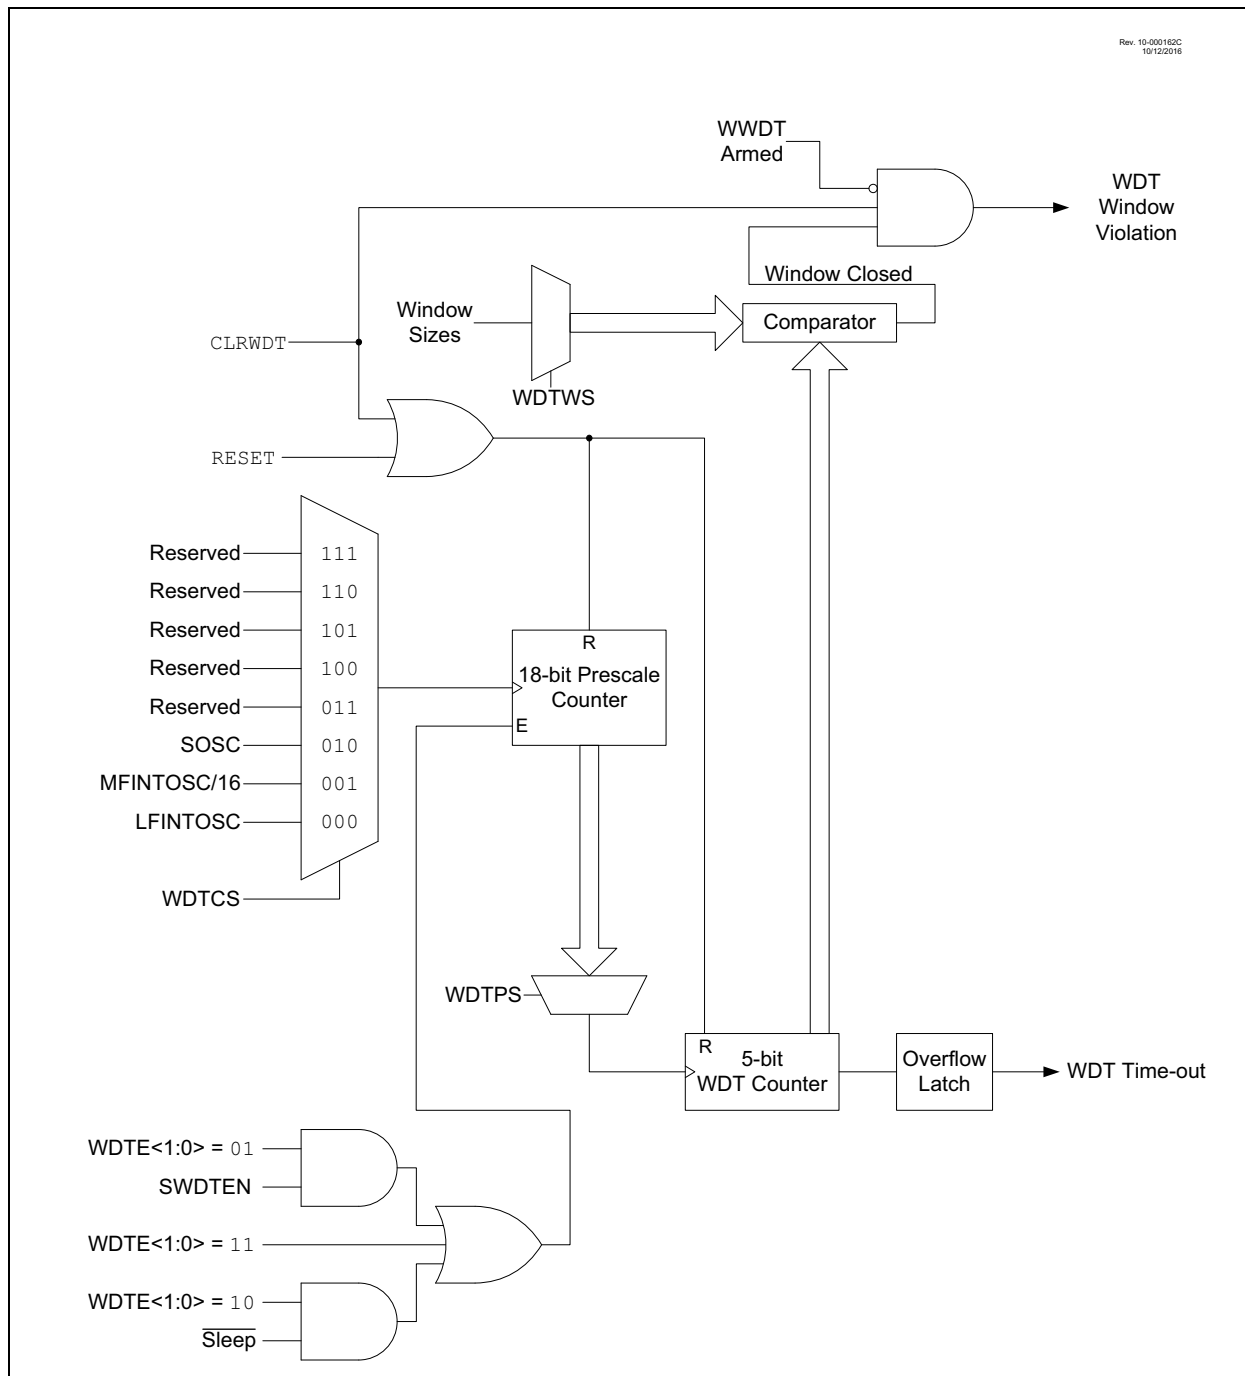 Rev. 10-000162C
10/12/2016
WWDT
Armed
WDT
Window
Violation
Window Closed
Window
Sizes
Comparator
CLRWDT
WDTWS
RESET
Reserved 111
Reserved 110
Reserved 101
Reserved 100
Reserved 011
SOSC 010
MFINTOSC/16 001
LFINTOSC 000
WDTCS
R
18-bit Prescale
Counter
E
WDTPS
R
5-bit
WDT Counter
Overflow
Latch
WDT Time-out
WDTE<1:0> = 01
SWDTEN
WDTE<1:0> = 11
WDTE<1:0> = 10
Sleep